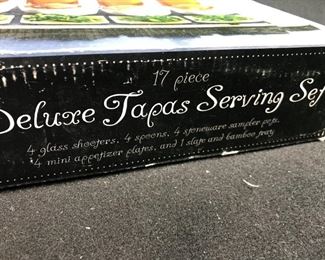 17 piece
Deluxe Tapas Serving Set
4 glass shooters, 4 spoons, 4 stoneware sampler pots,
4 mini appetizer plates, and 1 slate and bamboo tray